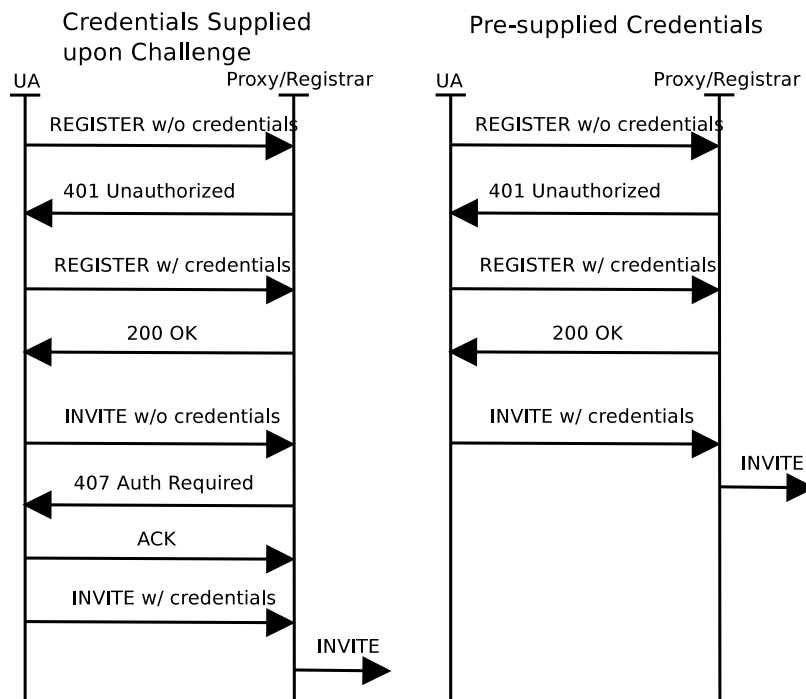 Credentials Supplied
upon Challenge
UA
Proxy/Registrar
REGISTER w/o credentials
401 Unauthorized
REGISTER w/ credentials
200 OK
INVITE w/o credentials
407 Auth Required
ACK
INVITE w/ credentials
INVITE
Pre-supplied Credentials
UA
Proxy/Registrar
REGISTER w/o credentials
401 Unauthorized
REGISTER w/ credentials
200 OK
INVITE w/ credentials
INVITE